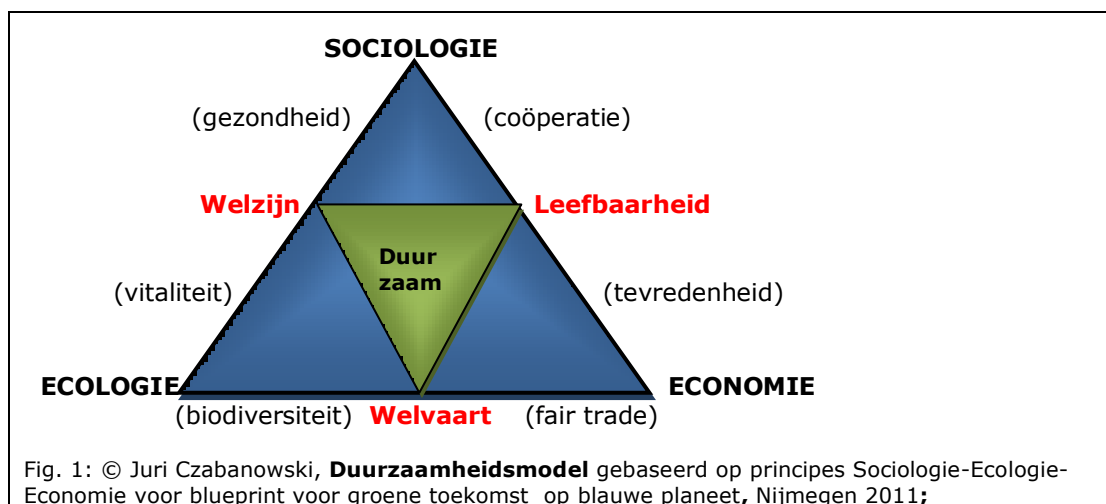 SOCIOLOGIE
(gezondheid) (coöperatie)
Welzijn Leefbaarheid
Duur
zaam
(vitaliteit) (tevredenheid)
ECOLOGIE ECONOMIE
(biodiversiteit) Welvaart (fair trade)
Fig. 1: © Juri Czabanowski, Duurzaamheidsmodel gebaseerd op principes Sociologie-Ecologie-
Economie voor blueprint voor groene toekomst op blauwe planeet, Nijmegen 2011;